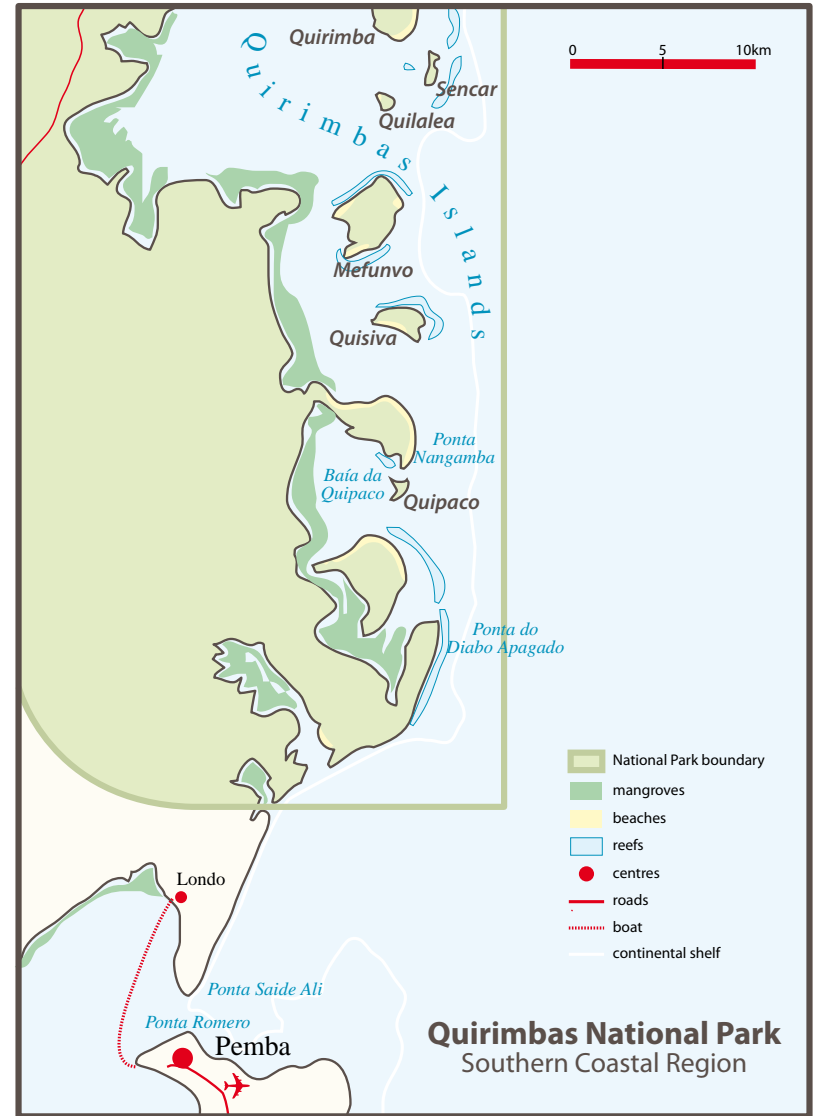 Quirimba
0 5 10km
Sencar
Quilalea
Quirimbas Islands
Mefunvo
Quisiva
Ponta
Nangamba
Baía da
Quipaco
Quipaco
Ponta do
Diabo Apagado
National Park boundary
mangroves
beaches
reefs
centres
roads
boat
continental shelf
Londo
Ponta Saide Ali
Ponta Romero
Pemba
Quirimbas National Park
Southern Coastal Region